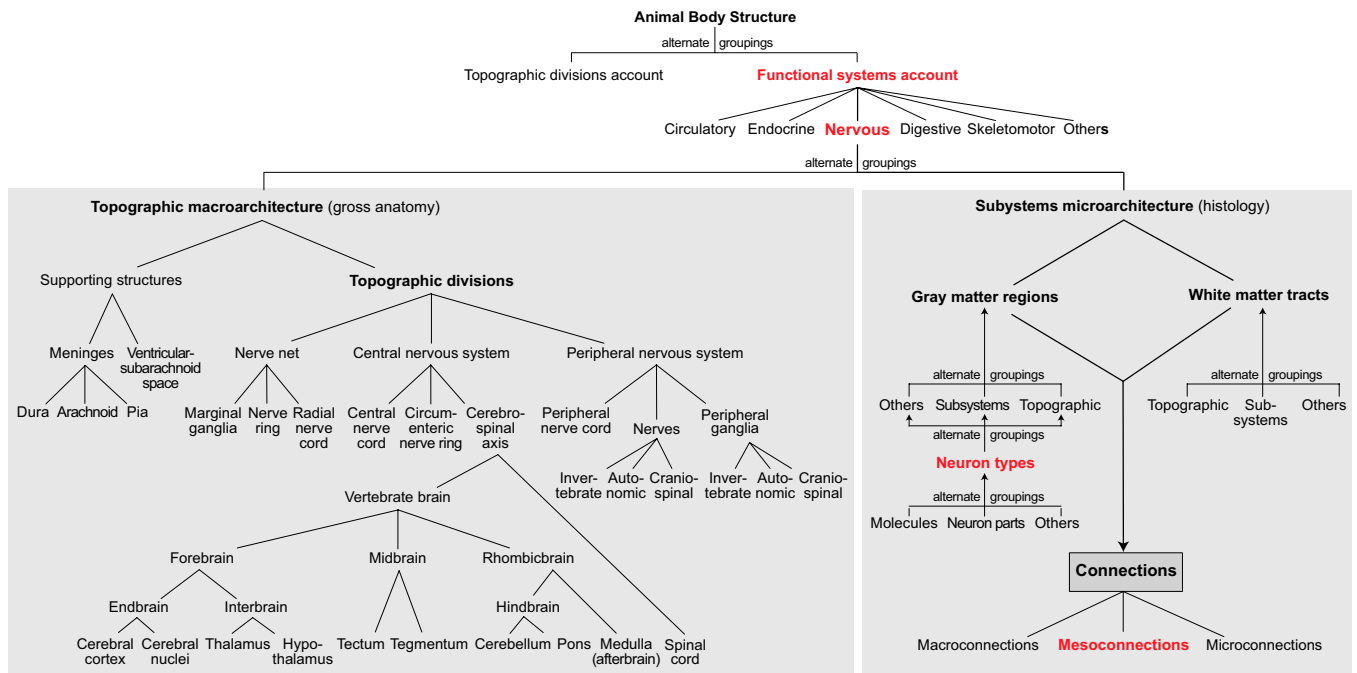 Animal Body Structure
alternate groupings
Topographic divisions account
Functional systems account
Circulatory Endocrine Nervous Digestive Skeletomotor Others
alternate groupings
Topographic macroarchitecture (gross anatomy)
Supporting structures
Topographic divisions
Meninges
Ventricular-
subarachnoid
space
Nerve net
Central nervous system
Peripheral nervous system
Dura Arachnoid Pia
Marginal
ganglia
Nerve
ring
Radial
nerve
cord
Central
nerve
cord
Circum-
enteric
nerve ring
Cerebro-
spinal
axis
Peripheral
nerve cord
Nerves
Peripheral
ganglia
Inver-
tebrate
Auto-
nomic
Cranio-
spinal
Inver-
tebrate
Auto-
nomic
Cranio-
spinal
Vertebrate brain
Forebrain
Midbrain
Rhombicbrain
Endbrain
Interbrain
Hindbrain
Cerebral
cortex
Cerebral
nuclei
Thalamus
Hypo-
thalamus
Tectum
Tegmentum
Cerebellum
Pons
Medulla
(afterbrain)
Spinal
cord
Subystems microarchitecture (histology)
Gray matter regions
White matter tracts
alternate groupings
Others Subsystems Topographic
alternate groupings
Neuron types
alternate groupings
Molecules Neuron parts Others
alternate groupings
Topographic
Sub-
systems
Others
Connections
Macroconnections Mesoconnections Microconnections